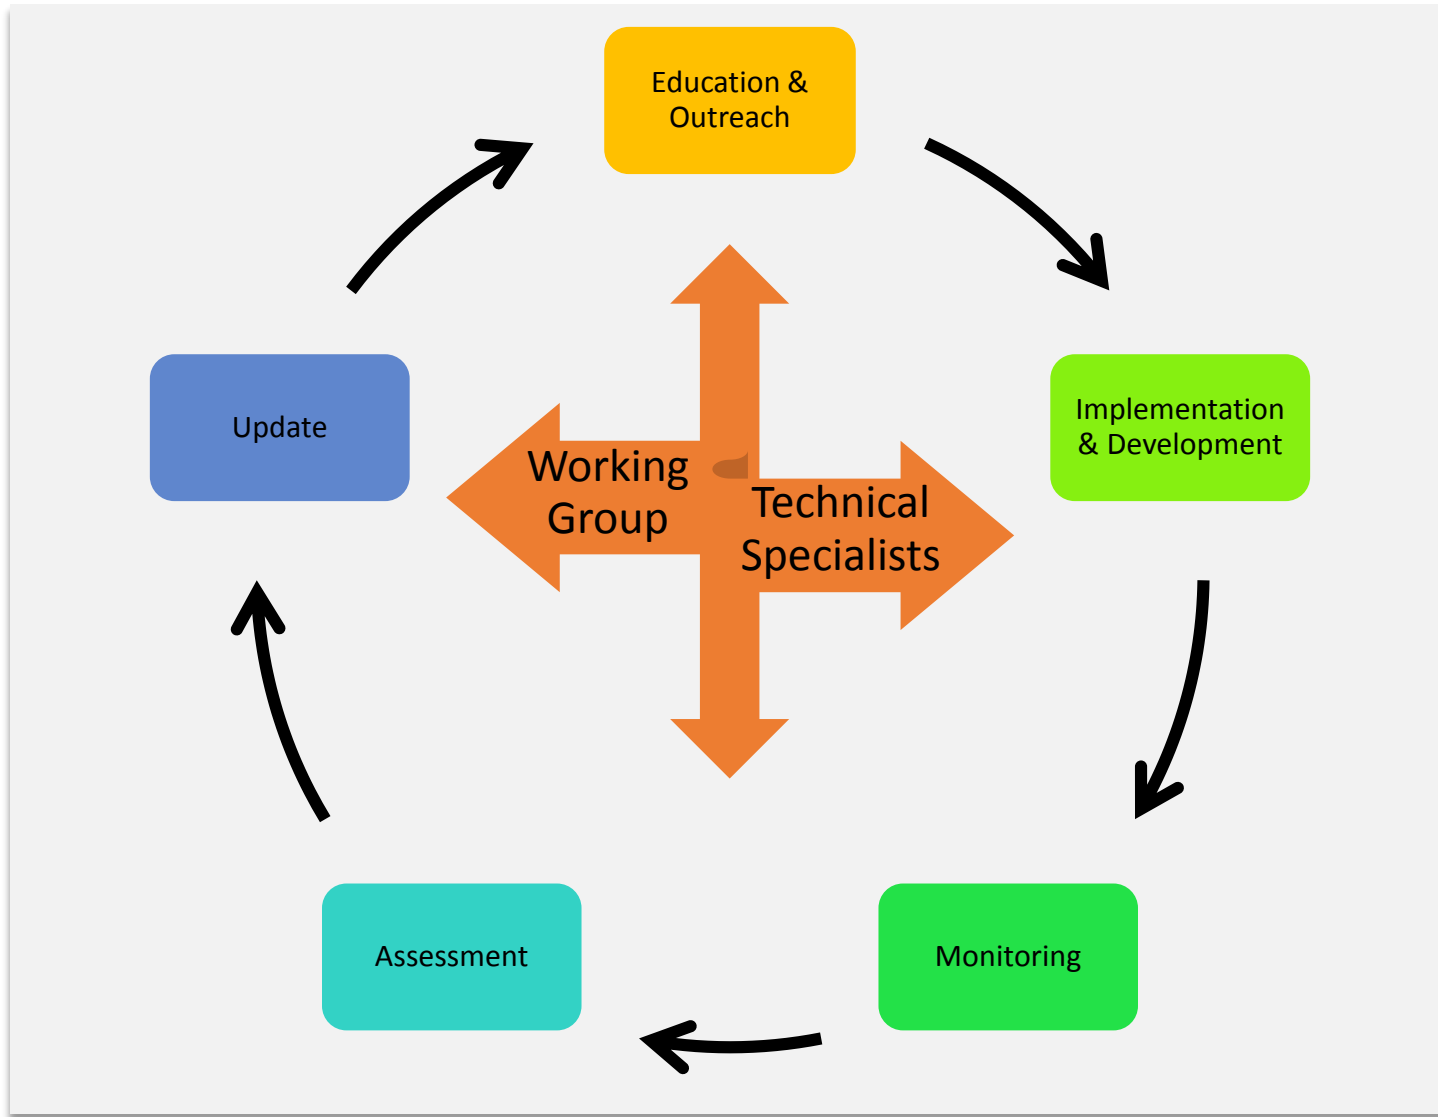 Education &
Outreach
Update
Implementation
& Development
Working
Group
Technical
Specialists
Assessment
Monitoring